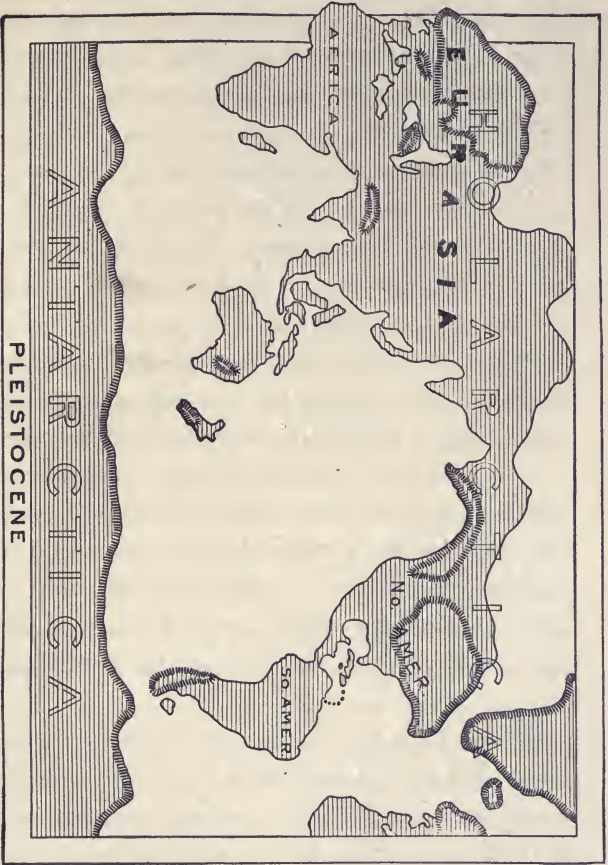 HOLARCTICA
EURASIA
AFRICA
No. AMER.
So. AMER.
ANTARCTICA
PLEISTOCENE